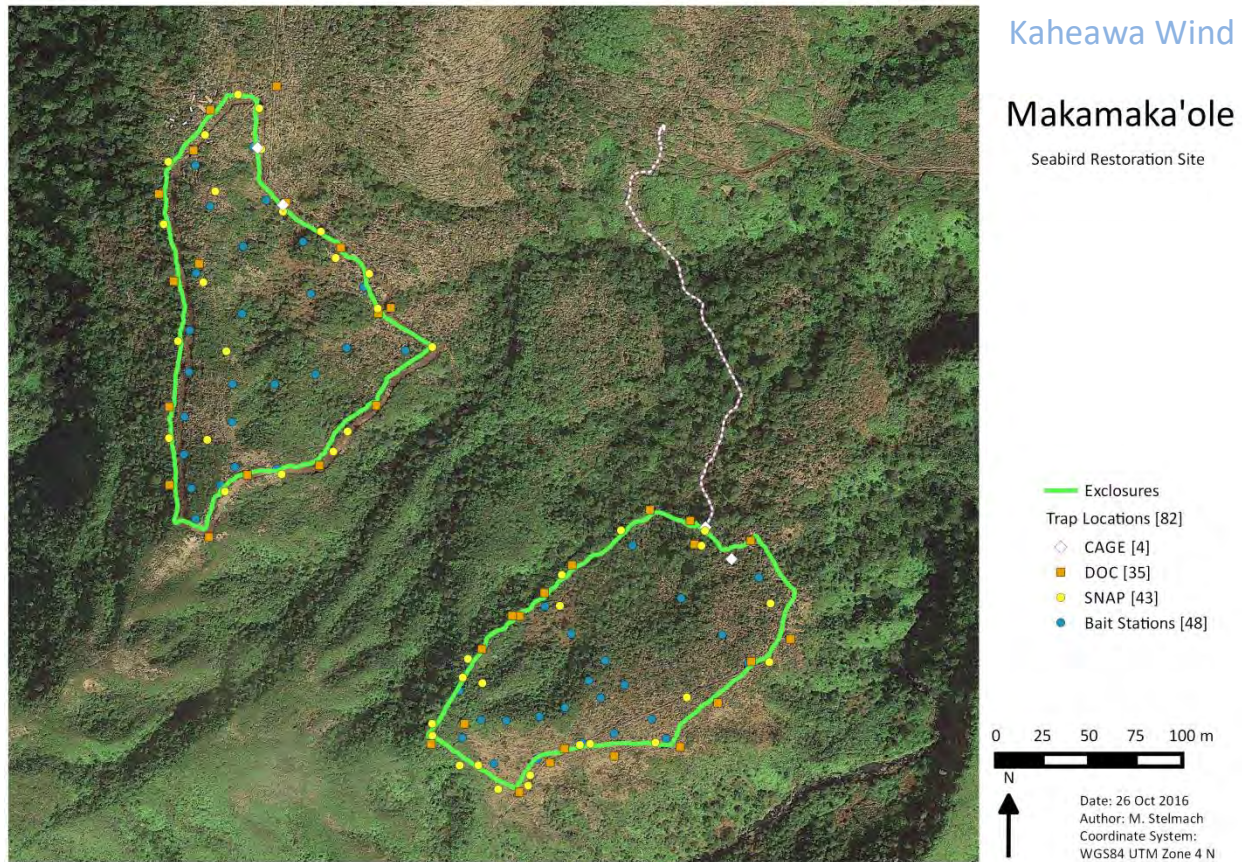 Kaheawa Wind
Makamaka'ole
Seabird Restoration Site
Exclosures
Trap Locations [82]
CAGE [4]
DOC [35]
SNAP [43]
Bait Stations [48]
0 25 50 75 100 m
N
Date: 26 Oct 2016
Author: M. Stelmach
Coordinate System:
WGS84 UTM Zone 4 N